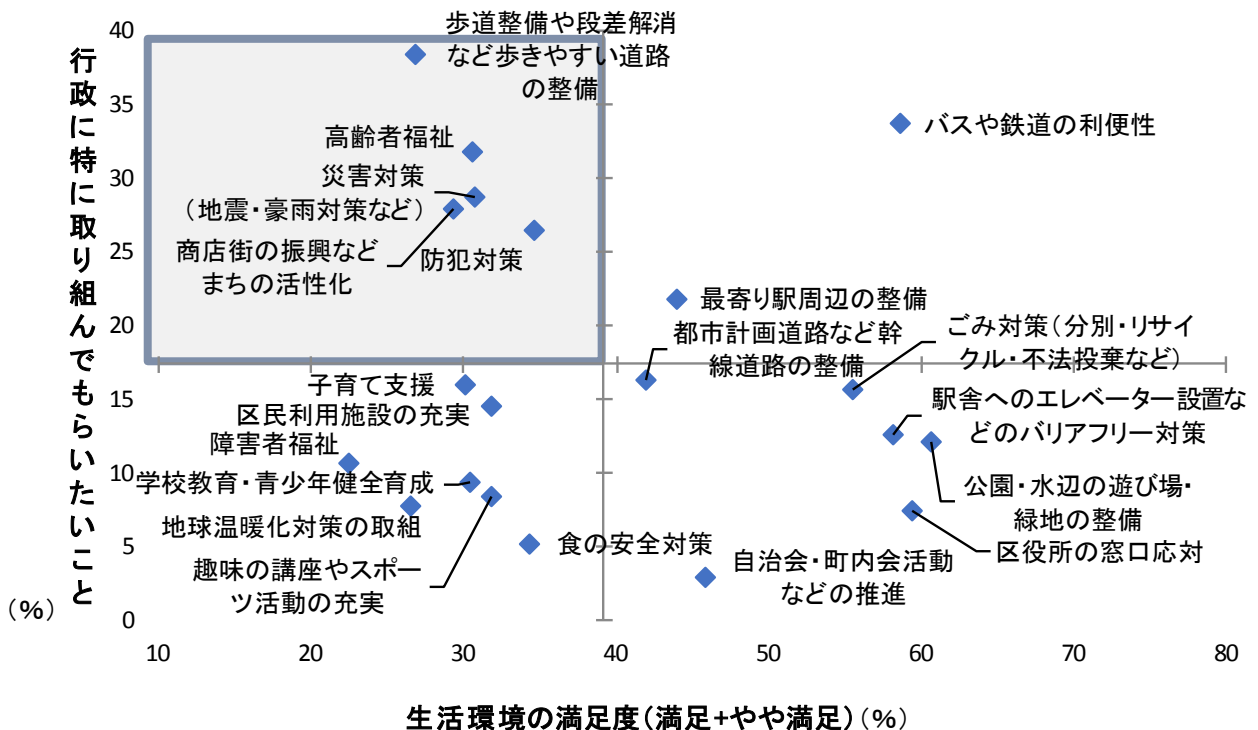 行政に特に取り組んでもらいたいこと
(%)
40
35
30
25
20
15
10
5
0
歩道整備や段差解消
など歩きやすい道路
の整備
バスや鉄道の利便性
高齢者福祉
災害対策
(地震・豪雨対策など)
商店街の振興など
まちの活性化
防犯対策
最寄り駅周辺の整備
都市計画道路など幹
線道路の整備
ごみ対策(分別・リサイ
クル・不法投棄など)
子育て支援
区民利用施設の充実
駅舎へのエレベーター設置な
どのバリアフリー対策
障害者福祉
学校教育・青少年健全育成
公園・水辺の遊び場・
緑地の整備
地球温暖化対策の取組
区役所の窓口応対
食の安全対策
趣味の講座やスポー
ツ活動の充実
自治会・町内会活動
などの推進
10
20
30
40
50
60
70
80
生活環境の満足度(満足+やや満足)(%)